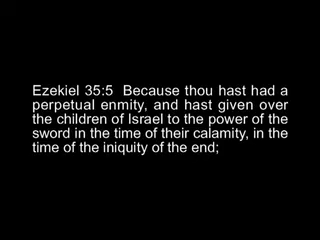 Ezekiel 35:5  Because thou hast had a
perpetual enmity, and hast given over
the children of Israel to the power of the
sword in the time of their calamity, in the
time of the iniquity of the end;